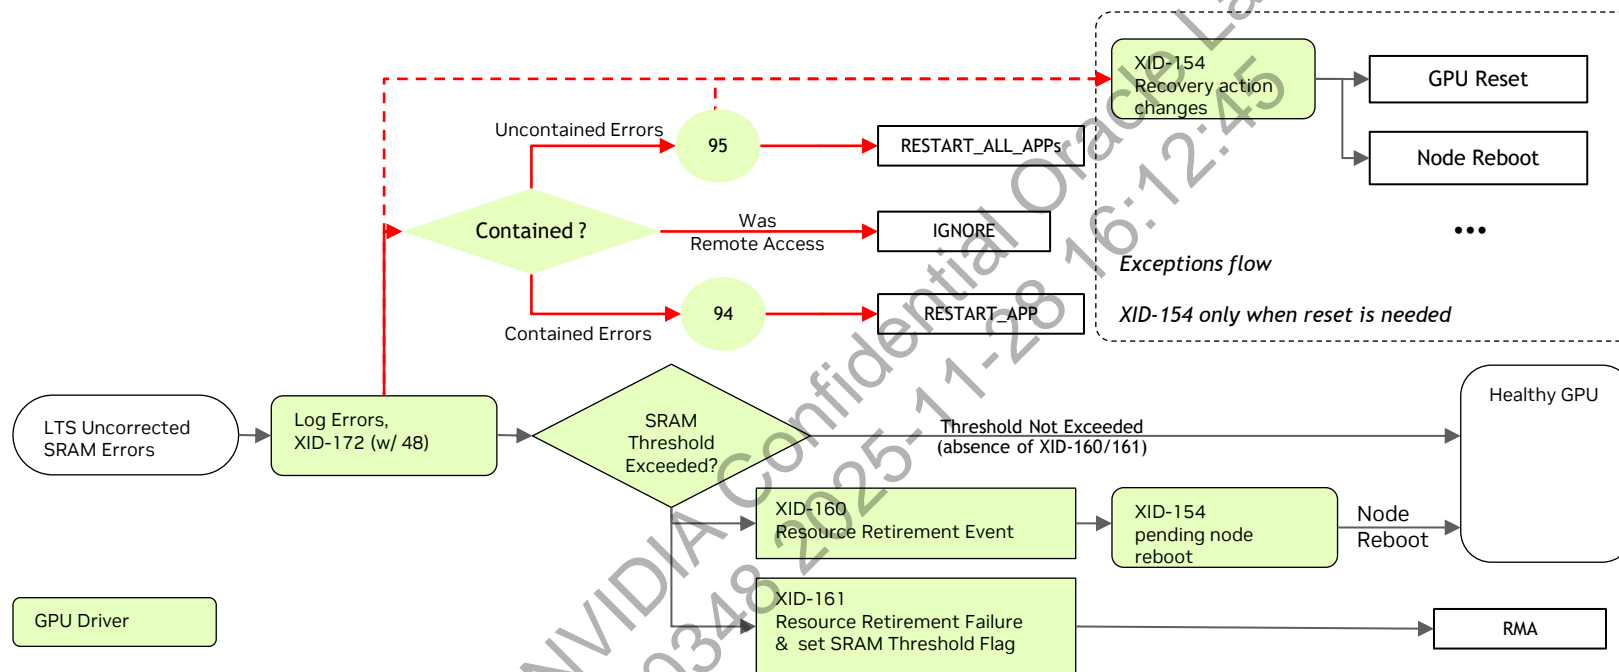 XID-154
Recovery action
changes
GPU Reset
Node Reboot
•••
Exceptions flow
XID-154 only when reset is needed
Uncontained Errors
95
RESTART_ALL_APPs
Contained ?
Was
Remote Access
IGNORE
Contained Errors
94
RESTART_APP
LTS Uncorrected
SRAM Errors
Log Errors,
XID-172 (w/ 48)
SRAM
Threshold
Exceeded?
Threshold Not Exceeded
(absence of XID-160/161)
Healthy GPU
XID-160
Resource Retirement Event
XID-154
pending node
reboot
Node
Reboot
XID-161
Resource Retirement Failure
& set SRAM Threshold Flag
RMA
GPU Driver
NVIDIA Confidential Oracle
2025-11-28 16:12:45